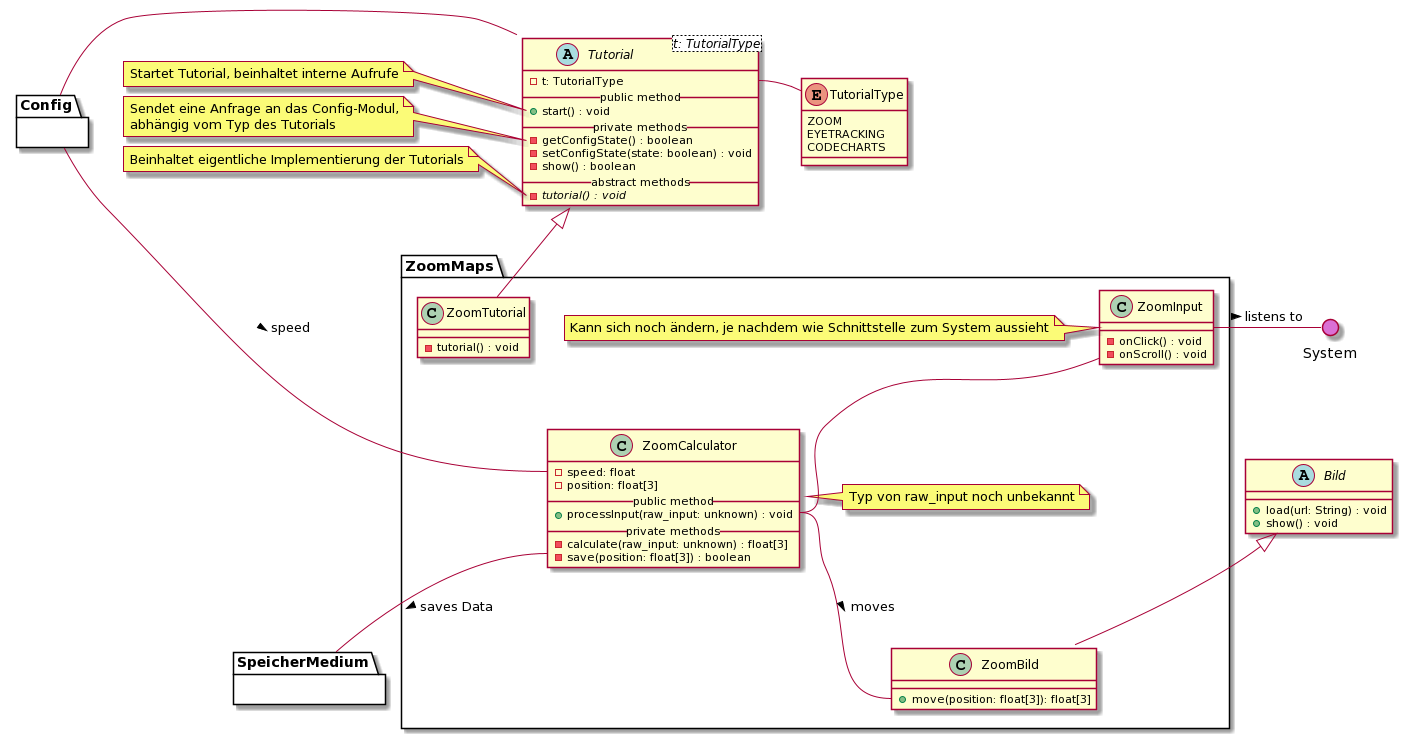 Config
Startet Tutorial, beinhaltet interne Aufrufe
Sendet eine Anfrage an das Config-Modul,
abhängig vom Typ des Tutorials
Beinhaltet eigentliche Implementierung der Tutorials
A Tutorial
t: TutorialType
t: TutorialType
public method
start() : void
private methods
getConfigState() : boolean
setConfigState(state: boolean) : void
show() : boolean
abstract methods
tutorial() : void
E TutorialType
ZOOM
EYETRACKING
CODECHARTS
ZoomMaps
C ZoomTutorial
tutorial() : void
Kann sich noch ändern, je nachdem wie Schnittstelle zum System aussieht
C ZoomInput
onClick() : void
onScroll() : void
listens to
System
speed
C ZoomCalculator
speed: float
position: float[3]
public method
processInput(raw_input: unknown) : void
private methods
calculate(raw_input: unknown) : float[3]
save(position: float[3]) : boolean
Typ von raw_input noch unbekannt
A Bild
load(url: String) : void
show() : void
saves Data
moves
SpeicherMedium
C ZoomBild
move(position: float[3]): float[3]